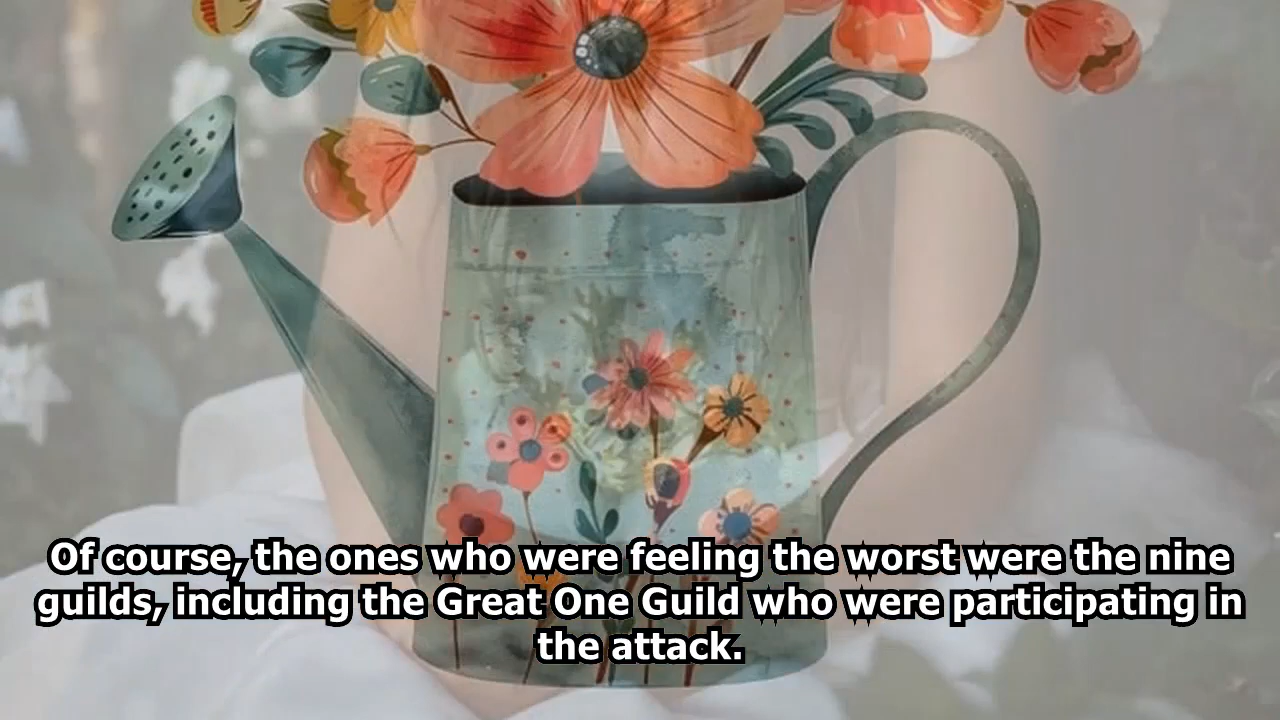 Of course, the ones who were feeling the worst were the nine
guilds, including the Great One Guild who were participating in
the attack.